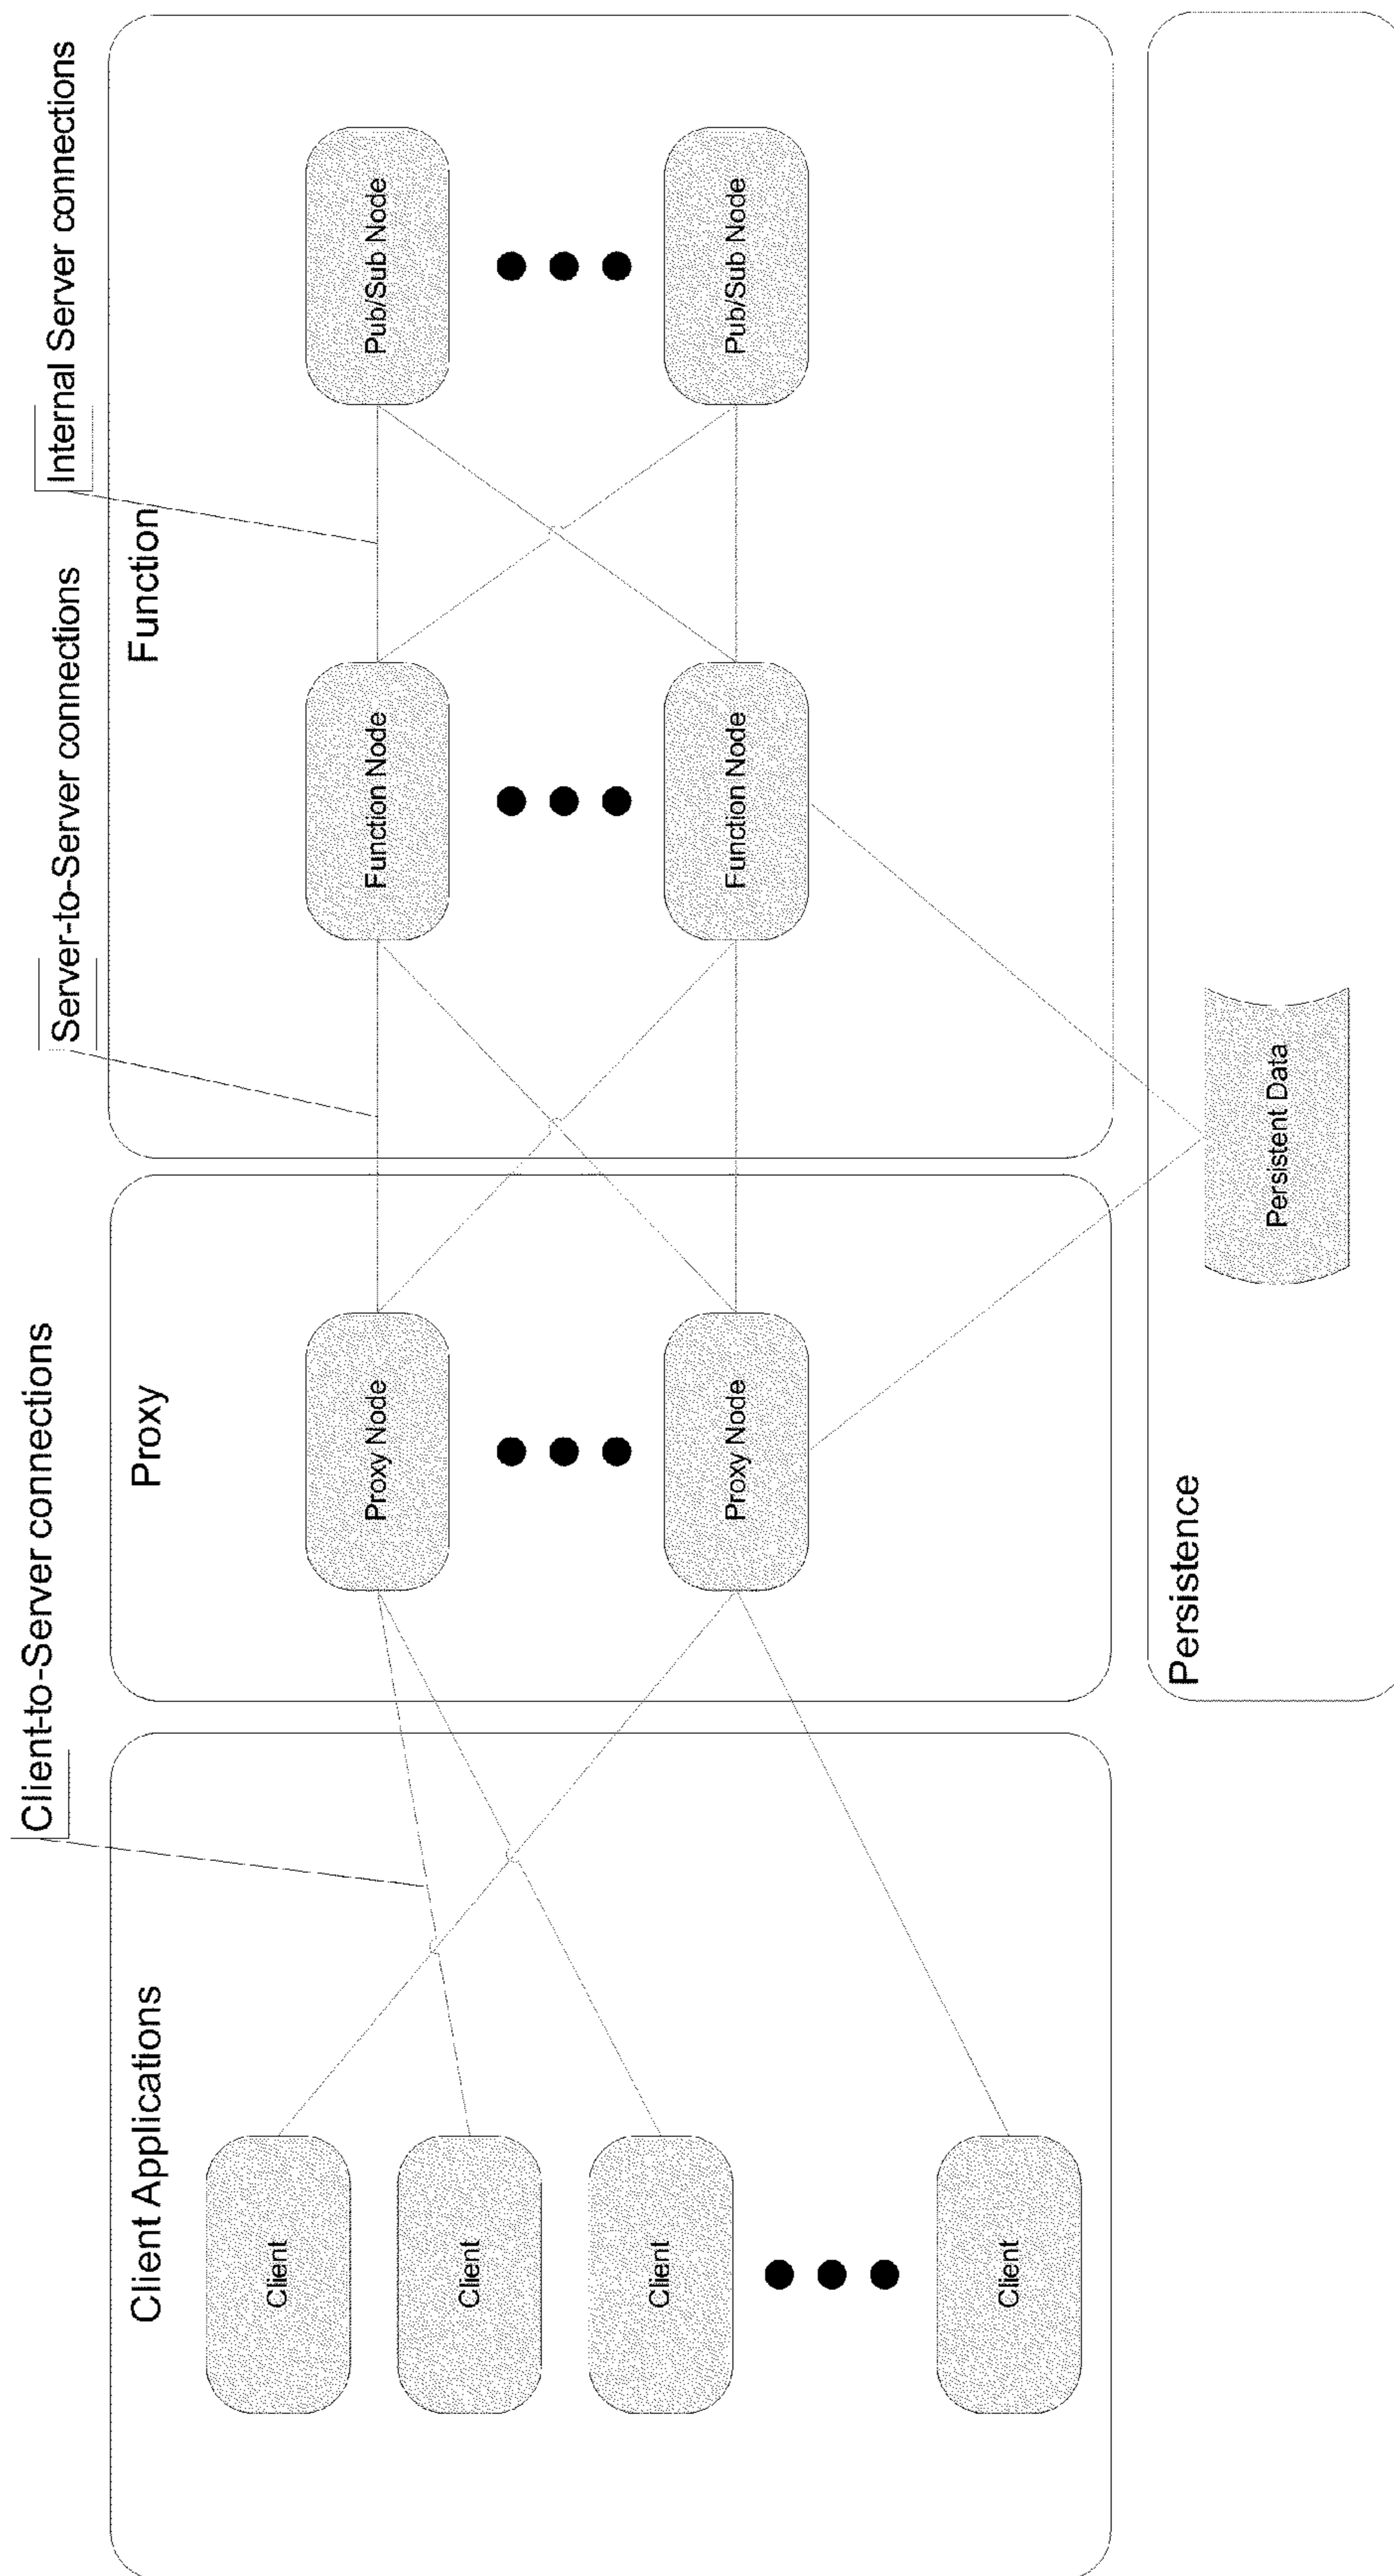 Client-to-Server connections
Server-to-Server connections
Internal Server connections
Client Applications
Proxy
Function
Client
Proxy Node
Function Node
Pub/Sub Node
Client
Client
Proxy Node
Function Node
Pub/Sub Node
Client
Persistence
Persistent Data